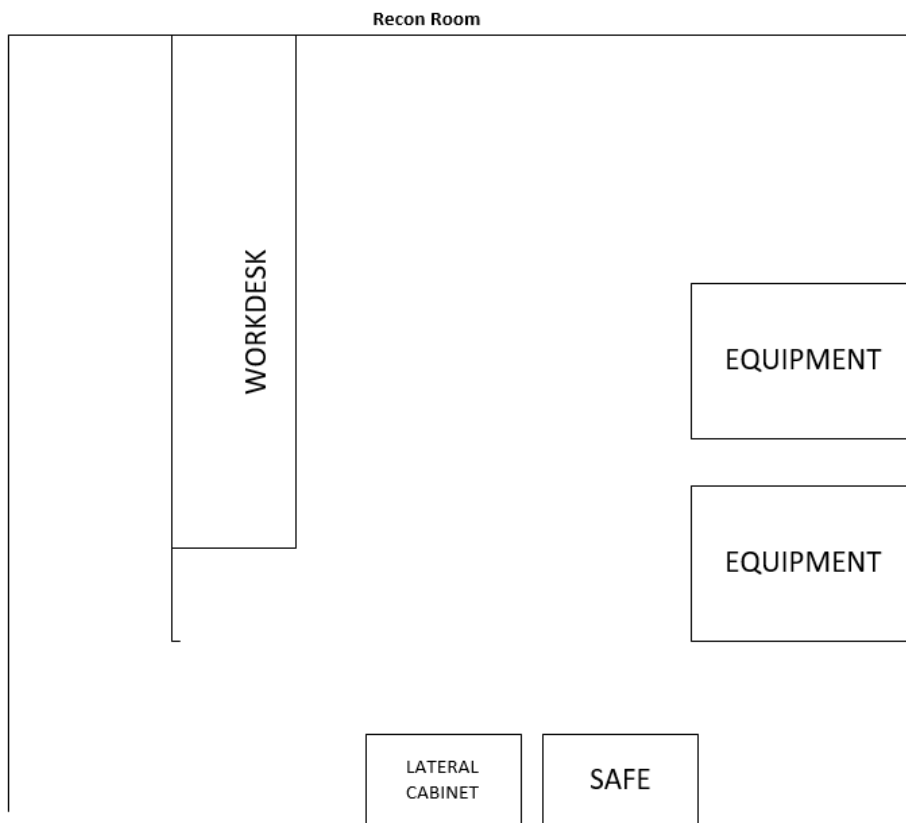 Recon Room
WORKDESK
EQUIPMENT
EQUIPMENT
LATERAL
CABINET
SAFE